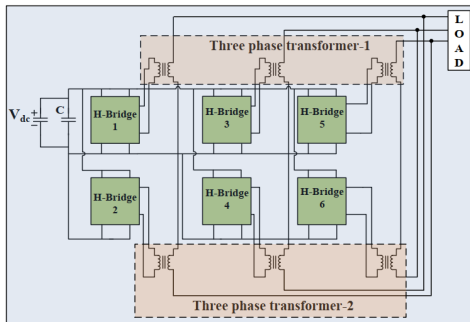 Three phase transformer-1
L
O
A
D
V_dc
+
−
C
H-Bridge
1
H-Bridge
3
H-Bridge
5
H-Bridge
2
H-Bridge
4
H-Bridge
6
Three phase transformer-2